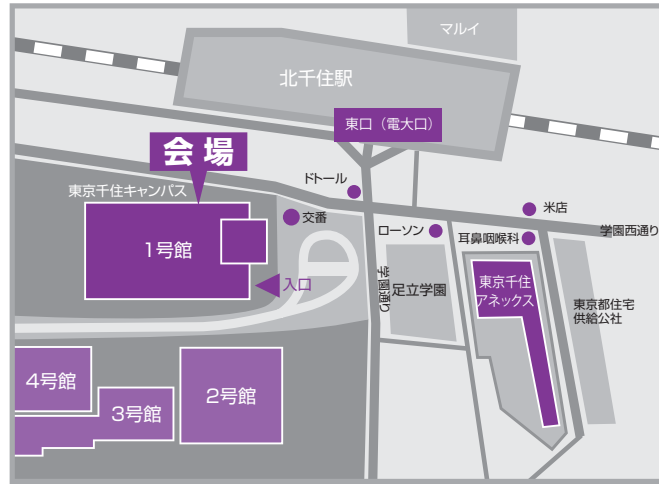 マルイ
北千住駅
東口（電大口）
会場
ドトール
東京千住キャンパス
米店
交番
学園西通り
ローソン
耳鼻咽喉科
1号館
入口
学園通り
足立学園
東京千住
アネックス
東京都住宅
供給公社
4号館
3号館
2号館